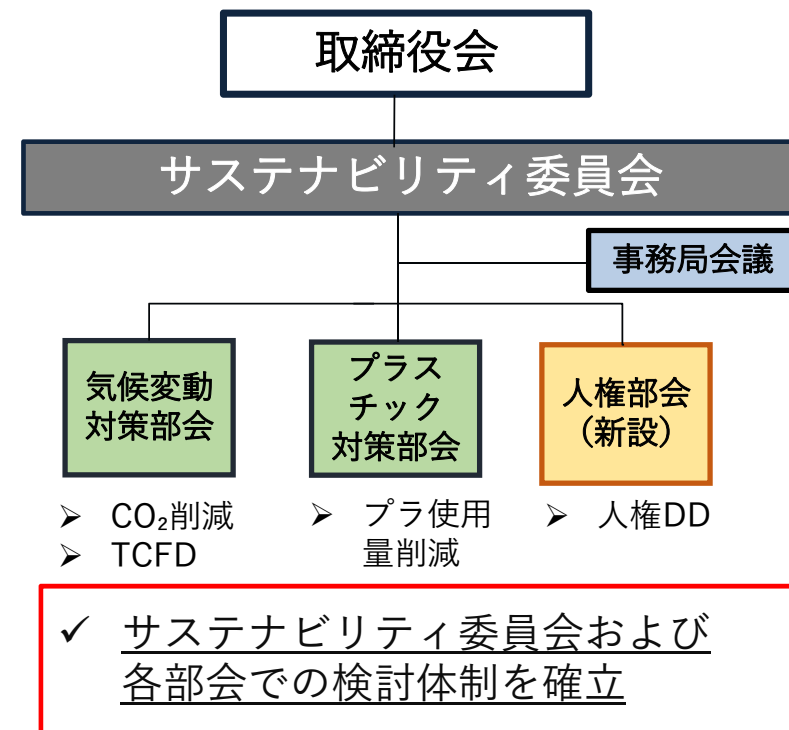 取締役会
サステナビリティ委員会
事務局会議
気候変動
対策部会
プラス
チック
対策部会
人権部会
（新設）
➢ CO₂削減
➢ TCFD
➢ プラ使用
量削減
➢ 人権DD
✓ サステナビリティ委員会および
各部会での検討体制を確立